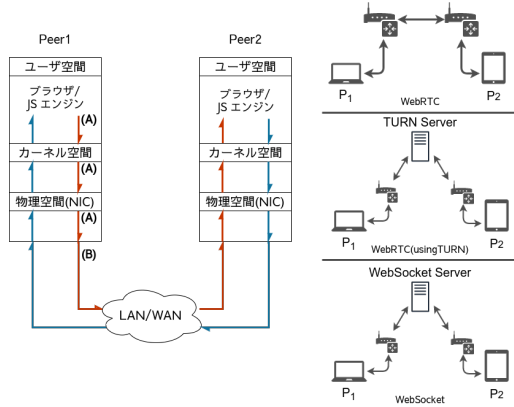 Peer1
Peer2
ユーザ空間
ユーザ空間
ブラウザ/
JS エンジン
ブラウザ/
JS エンジン
(A)
カーネル空間
カーネル空間
(A)
物理空間(NIC)
物理空間(NIC)
(A)
(B)
LAN/WAN
P1
P2
WebRTC
TURN Server
P1
P2
WebRTC(usingTURN)
WebSocket Server
P1
P2
WebSocket